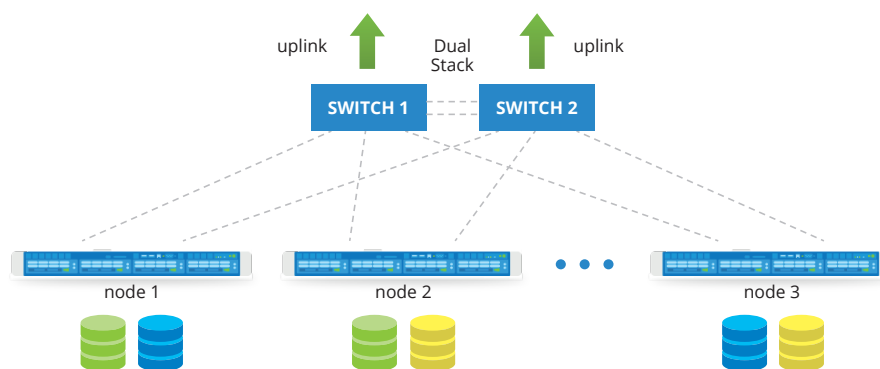 uplink
Dual
Stack
uplink
SWITCH 1
SWITCH 2
node 1
node 2
node 3